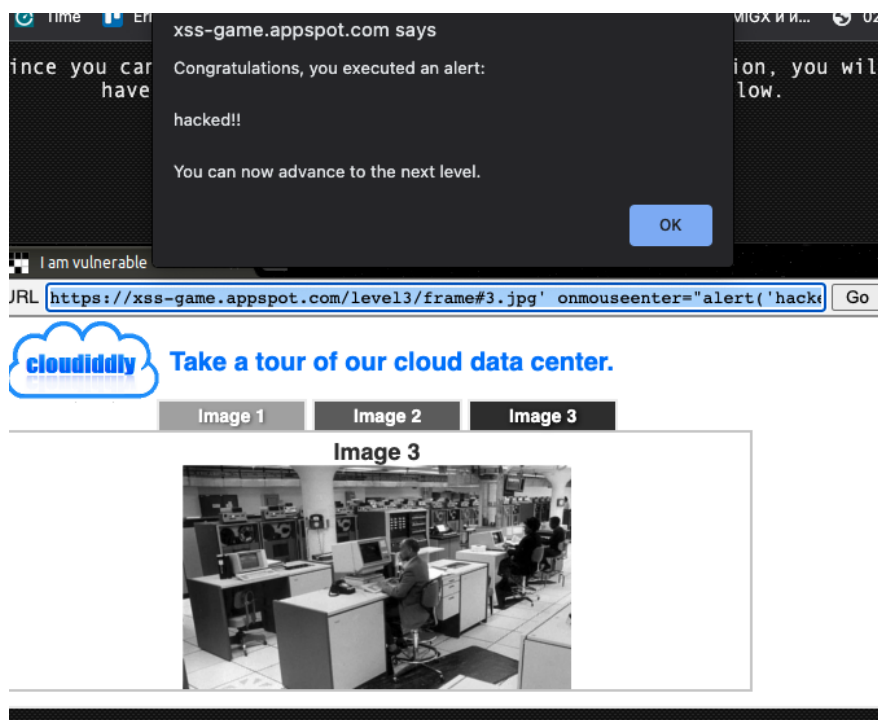 Time
xss-game.appspot.com says
Congratulations, you executed an alert:
hacked!!
You can now advance to the next level.
OK
ince you can
ion, you wil
have
low.
I am vulnerable
URL https://xss-game.appspot.com/level3/frame#3.jpg' onmouseenter="alert('hacke Go
cloudiddly
Take a tour of our cloud data center.
Image 1 Image 2 Image 3
Image 3